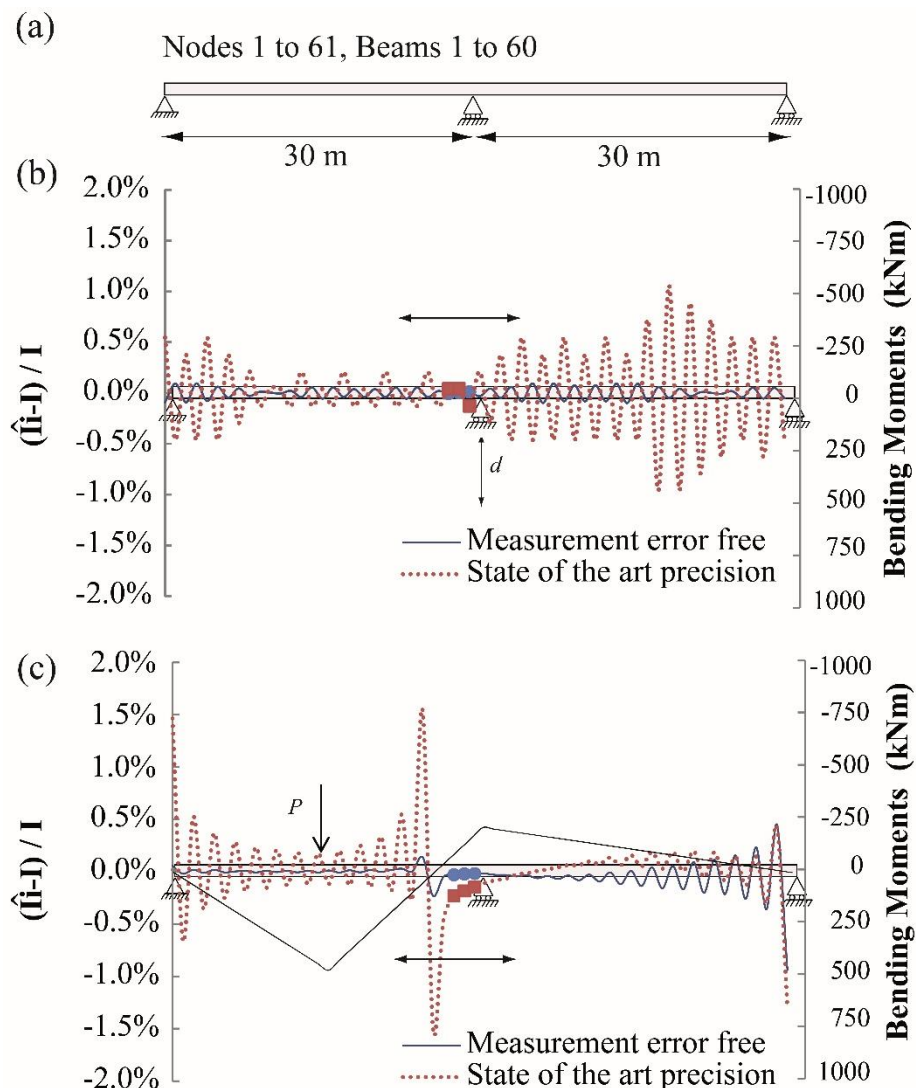 (a)
Nodes 1 to 61, Beams 1 to 60
30 m
30 m
(b)
2.0%
1.5%
1.0%
0.5%
0.0%
-0.5%
-1.0%
-1.5%
-2.0%
(Îi-I) / I
-1000
-750
-500
-250
0
250
500
750
1000
Bending Moments (kNm)
d
Measurement error free
State of the art precision
(c)
2.0%
1.5%
1.0%
0.5%
0.0%
-0.5%
-1.0%
-1.5%
-2.0%
(Îi-I) / I
-1000
-750
-500
-250
0
250
500
750
1000
Bending Moments (kNm)
P
Measurement error free
State of the art precision